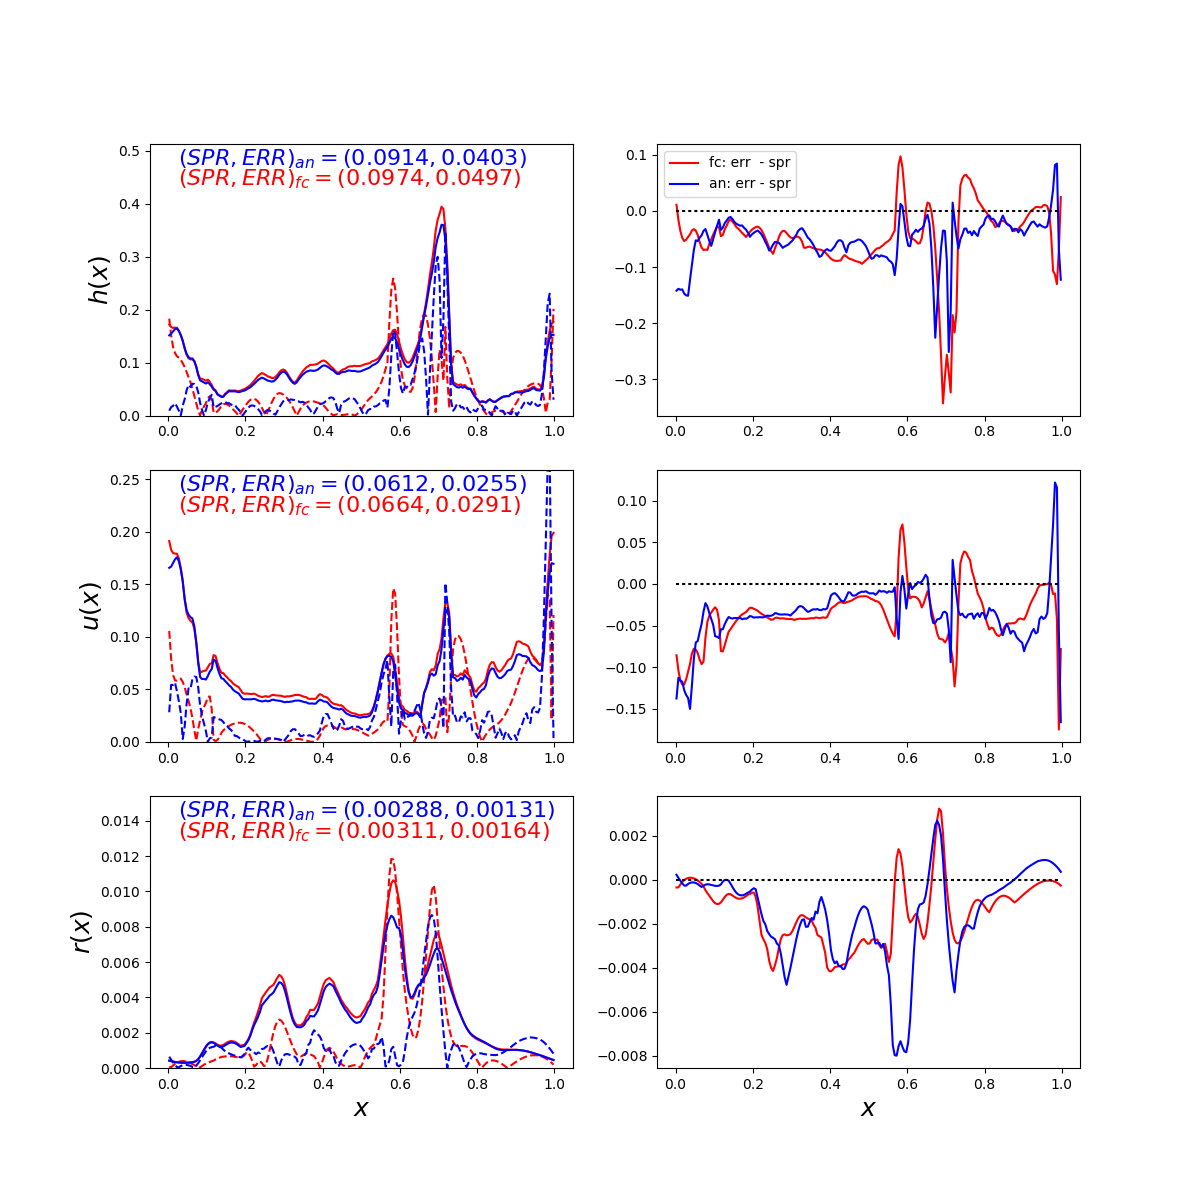 (SPR, ERR)an = (0.0914, 0.0403)
(SPR, ERR)fc = (0.0974, 0.0497)
0.5
0.4
0.3
0.2
0.1
0.0
h(x)
0.0 0.2 0.4 0.6 0.8 1.0
fc: err - spr
an: err - spr
0.1
0.0
−0.1
−0.2
−0.3
0.0 0.2 0.4 0.6 0.8 1.0
(SPR, ERR)an = (0.0612, 0.0255)
(SPR, ERR)fc = (0.0664, 0.0291)
0.25
0.20
0.15
0.10
0.05
0.00
u(x)
0.0 0.2 0.4 0.6 0.8 1.0
0.10
0.05
0.00
−0.05
−0.10
−0.15
0.0 0.2 0.4 0.6 0.8 1.0
(SPR, ERR)an = (0.00288, 0.00131)
(SPR, ERR)fc = (0.00311, 0.00164)
0.014
0.012
0.010
0.008
0.006
0.004
0.002
0.000
r(x)
0.0 0.2 0.4 0.6 0.8 1.0
x
0.002
0.000
−0.002
−0.004
−0.006
−0.008
0.0 0.2 0.4 0.6 0.8 1.0
x